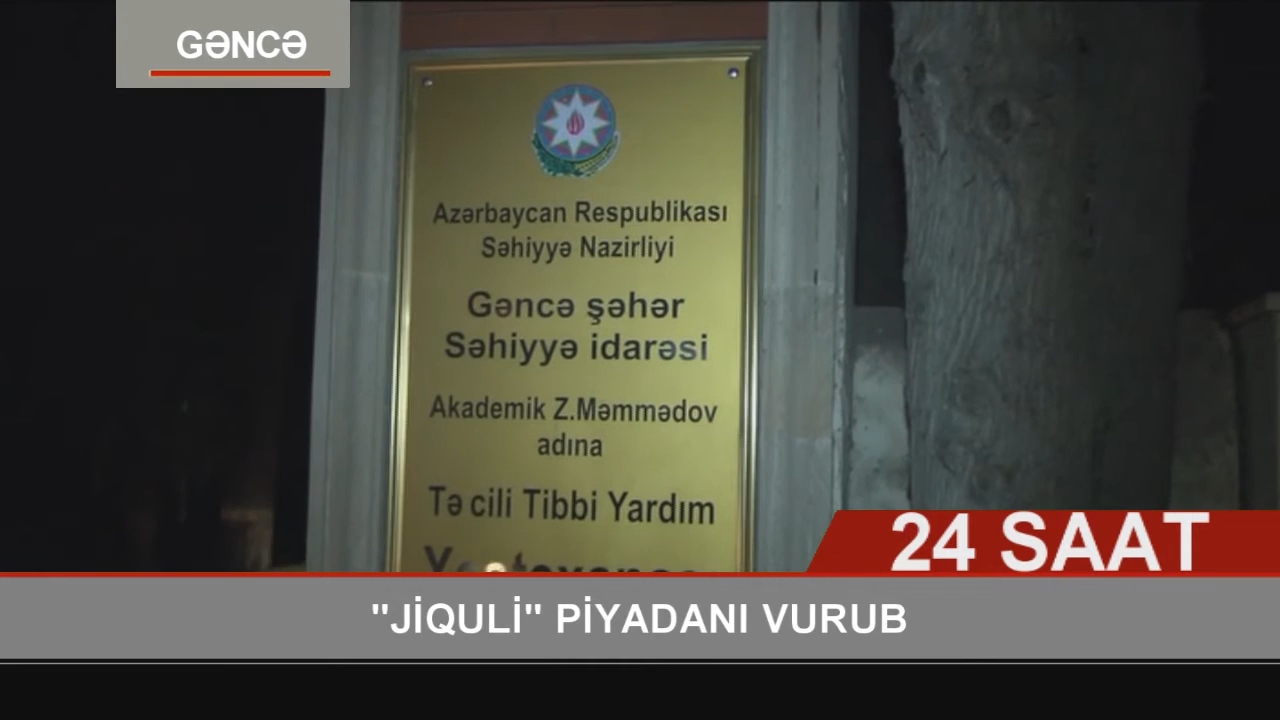 GƏNCƏ
Azərbaycan Respublikası
Səhiyyə Nazirliyi
Gəncə şəhər
Səhiyyə idarəsi
Akademik Z.Məmmədov
adına
Təcili Tibbi Yardım
24 SAAT
"JİQULİ" PİYADANI VURUB